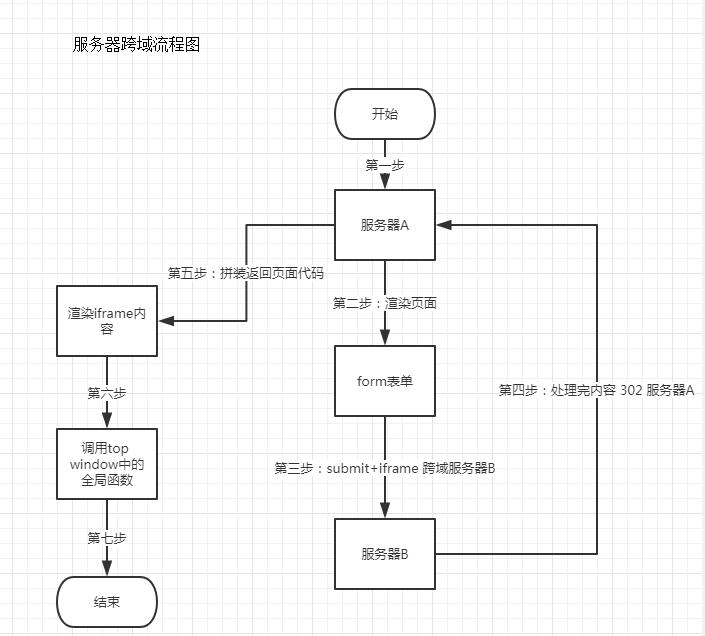 服务器跨域流程图
开始
第一步
服务器A
第五步：拼装返回页面代码
第二步：渲染页面
渲染iframe内
容
form表单
第四步：处理完内容 302 服务器A
第六步
调用top
window中的
全局函数
第三步：submit+iframe 跨域服务器B
第七步
服务器B
结束